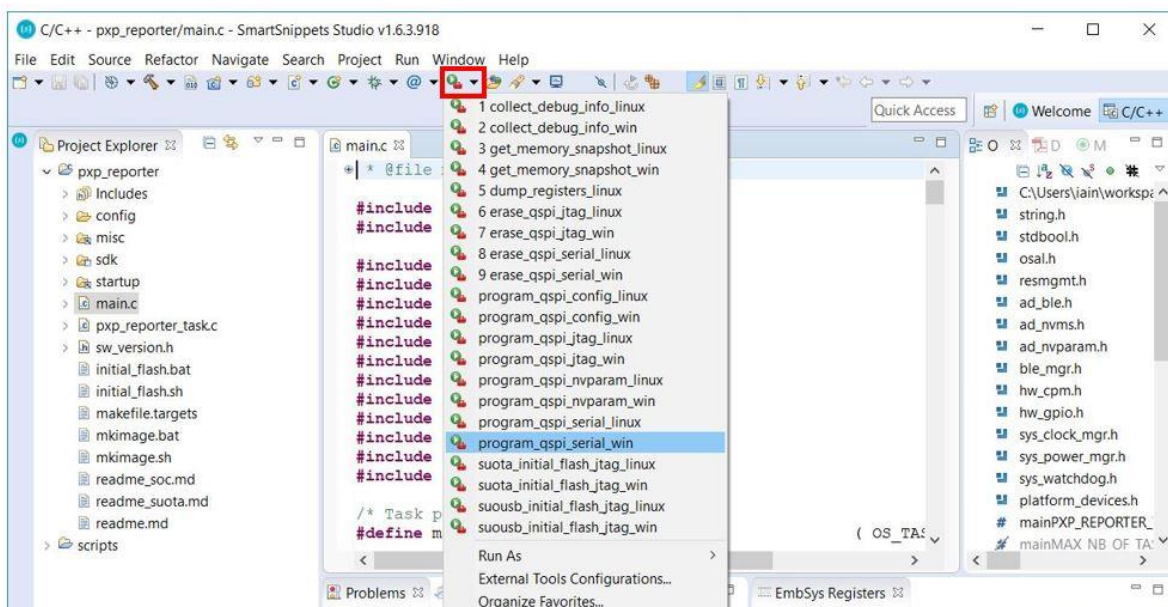 C/C++ - pxp_reporter/main.c - SmartSnippets Studio v1.6.3.918
File Edit Source Refactor Navigate Search Project Run Window Help
Quick Access
Welcome
C/C++
Project Explorer
pxp_reporter
Includes
config
misc
sdk
startup
main.c
pxp_reporter_task.c
sw_version.h
initial_flash.bat
initial_flash.sh
makefile.targets
mkimage.bat
mkimage.sh
readme_soc.md
readme_suota.md
readme.md
scripts
main.c
* @file
#include
#include
#include
#include
#include
#include
#include
#include
#include
#include
#include
#include
#include
#include
/* Task p
#define m
( OS_TAS
1 collect_debug_info_linux
2 collect_debug_info_win
3 get_memory_snapshot_linux
4 get_memory_snapshot_win
5 dump_registers_linux
6 erase_qspi_jtag_linux
7 erase_qspi_jtag_win
8 erase_qspi_serial_linux
9 erase_qspi_serial_win
program_qspi_config_linux
program_qspi_config_win
program_qspi_jtag_linux
program_qspi_jtag_win
program_qspi_nvparam_linux
program_qspi_nvparam_win
program_qspi_serial_linux
program_qspi_serial_win
suota_initial_flash_jtag_linux
suota_initial_flash_jtag_win
suousb_initial_flash_jtag_linux
suousb_initial_flash_jtag_win
Run As
External Tools Configurations...
Organize Favorites...
O D M
C:\Users\iain\workspa
string.h
stdbool.h
osal.h
resmgmt.h
ad_ble.h
ad_nvms.h
ad_nvparam.h
ble_mgr.h
hw_cpm.h
hw_gpio.h
sys_clock_mgr.h
sys_power_mgr.h
sys_watchdog.h
platform_devices.h
# mainPXP_REPORTER_
# mainMAX NB OF TA
Problems
EmbSys Registers